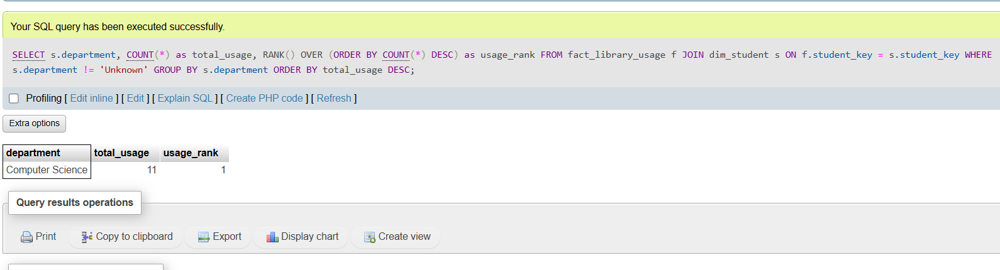 Your SQL query has been executed successfully.
SELECT s.department, COUNT(*) as total_usage, RANK() OVER (ORDER BY COUNT(*) DESC) as usage_rank FROM fact_library_usage f JOIN dim_student s ON f.student_key = s.student_key WHERE
s.department != 'Unknown' GROUP BY s.department ORDER BY total_usage DESC;
Profiling [ Edit inline ] [ Edit ] [ Explain SQL ] [ Create PHP code ] [ Refresh ]
Extra options
department total_usage usage_rank
Computer Science 11 1
Query results operations
Print Copy to clipboard Export Display chart Create view